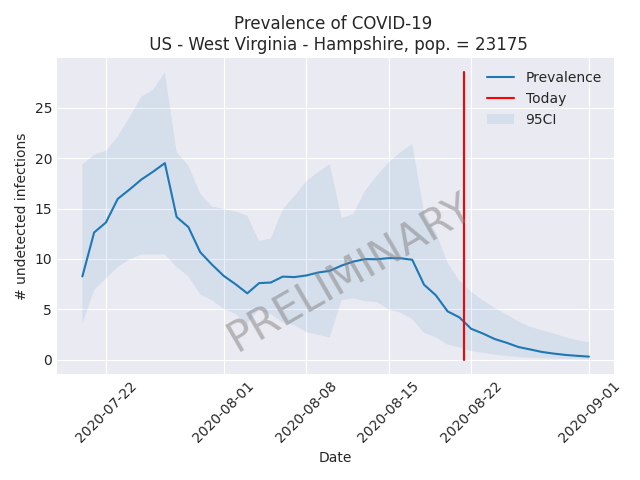 Prevalence of COVID-19
US - West Virginia - Hampshire, pop. = 23175
Prevalence
Today
95CI
25
20
15
10
5
0
# undetected infections
PRELIMINARY
2020-07-22
2020-08-01
2020-08-08
2020-08-15
2020-08-22
2020-09-01
Date